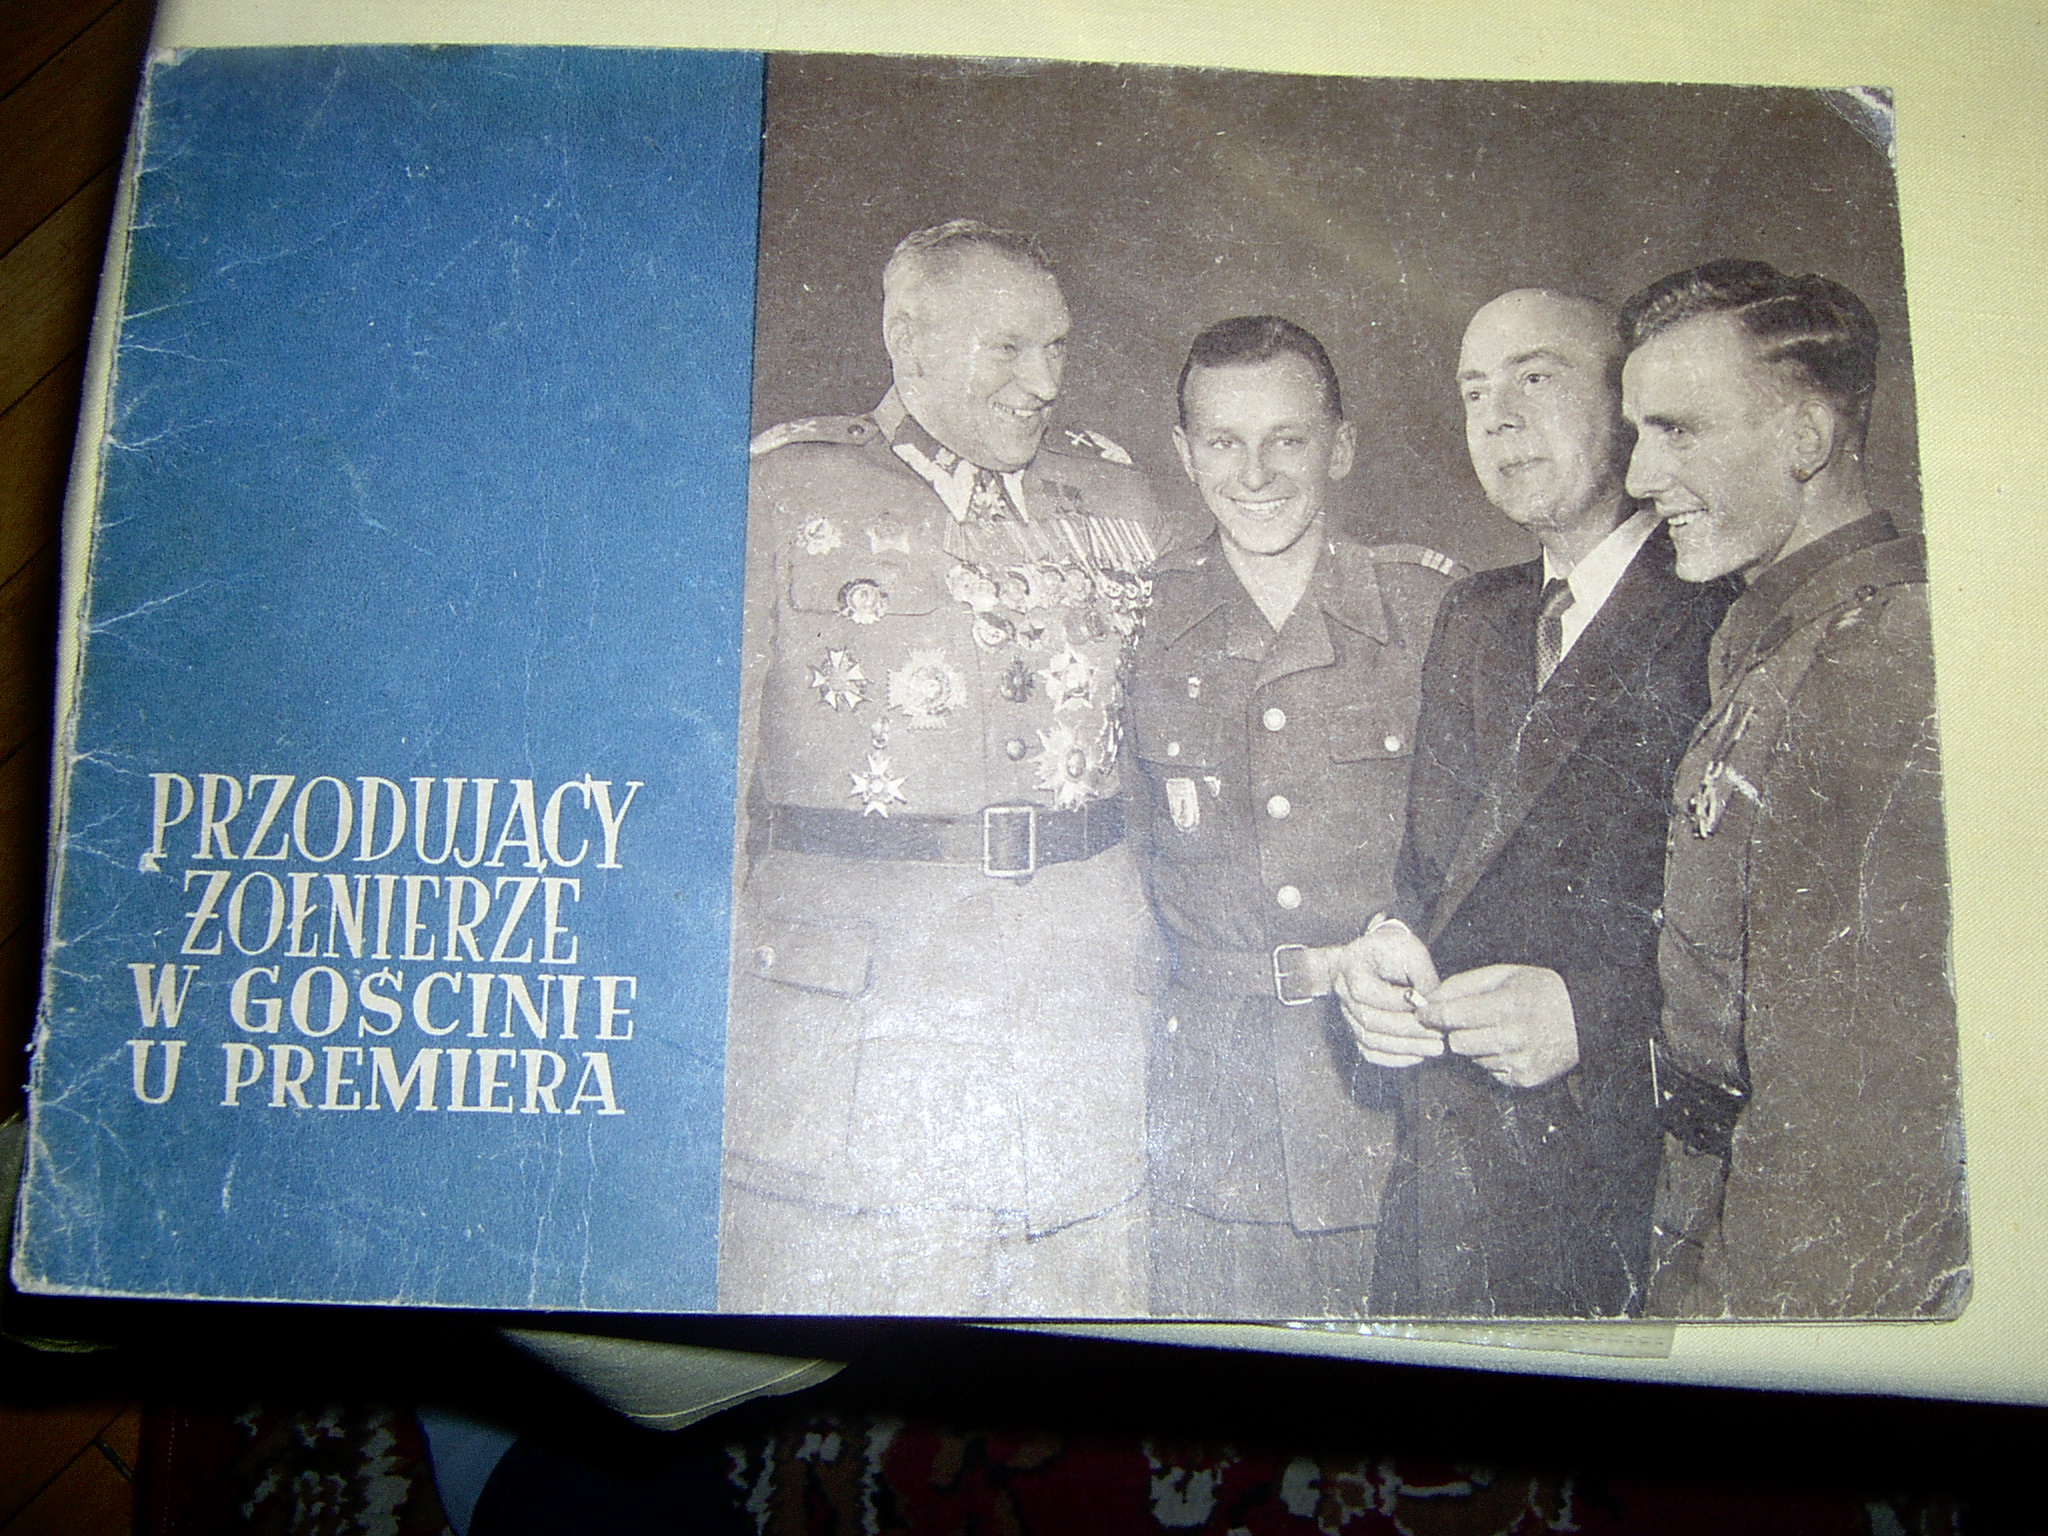 PRZODUJĄCY
ŻOŁNIERZE
W GOŚCINIE
U PREMIERA